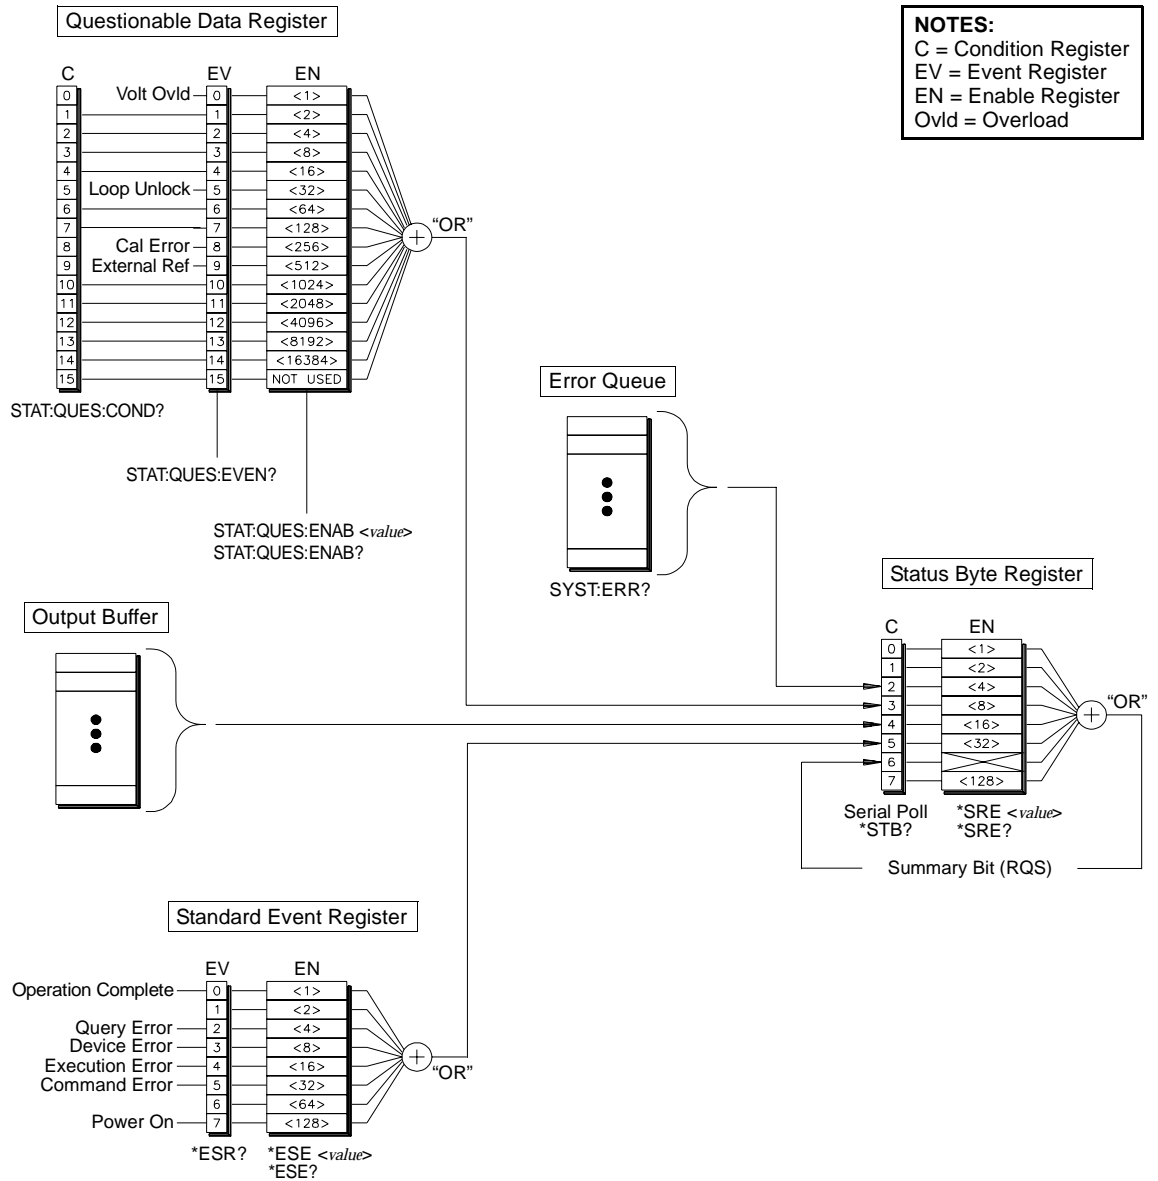 Questionable Data Register
NOTES:
C = Condition Register
EV = Event Register
EN = Enable Register
Ovld = Overload
C EV EN
0 Volt Ovld 0 <1>
1 1 <2>
2 2 <4>
3 3 <8>
4 4 <16>
5 Loop Unlock 5 <32>
6 6 <64>
7 7 <128>
8 Cal Error 8 <256>
9 External Ref 9 <512>
10 10 <1024>
11 11 <2048>
12 12 <4096>
13 13 <8192>
14 14 <16384>
15 15 NOT USED
"OR"
STAT:QUES:COND?
STAT:QUES:EVEN?
STAT:QUES:ENAB <value>
STAT:QUES:ENAB?
Error Queue
SYST:ERR?
Output Buffer
Status Byte Register
C EN
0 <1>
1 <2>
2 <4>
3 <8>
4 <16>
5 <32>
6
7 <128>
“OR”
Serial Poll
*STB?
*SRE <value>
*SRE?
Summary Bit (RQS)
Standard Event Register
EV EN
Operation Complete 0 <1>
1 <2>
Query Error 2 <4>
Device Error 3 <8>
Execution Error 4 <16>
Command Error 5 <32>
6 <64>
Power On 7 <128>
“OR”
*ESR?
*ESE <value>
*ESE?